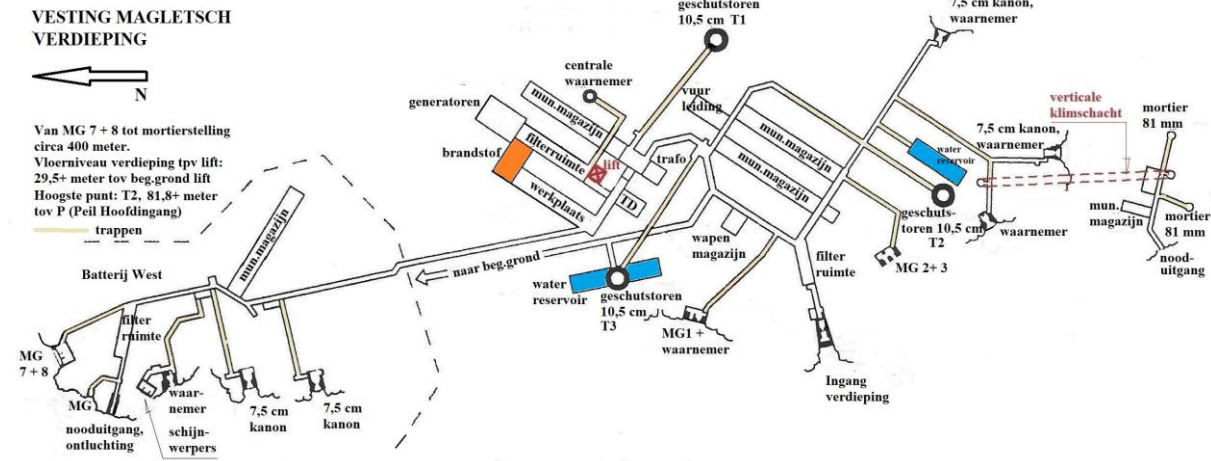 VESTING MAGLETSCH
VERDIEPING
N
Van MG 7 + 8 tot mortierstelling
circa 400 meter.
Vloerniveau verdieping tpv lift:
29,5+ meter tov beg.grond lift
Hoogste punt: T2, 81,8+ meter
tov P (Peil Hoofdingang)
trappen
geschutstoren
10,5 cm T1
7,5 cm kanon,
waarnemer
centrale
waarnemer
generatoren
mun.magazijn
vuur
leiding
filterruimte
brandstof
lift
trafo
werkplaats
TD
mun.magazijn
mun.magazijn
water
reservoir
7,5 cm kanon,
waarnemer
verticale
klimschacht
mortier
81 mm
mun.
magazijn
mortier
81 mm
nood-
uitgang
geschuts-
toren 10,5 cm
T2
waarnemer
MG 2+ 3
wapen
magazijn
filter
ruimte
naar beg.grond
water
reservoir
geschutstoren
10,5 cm
T3
MG1 +
waarnemer
Ingang
verdieping
Batterij West
mun.magazijn
filter
ruimte
MG
7 + 8
MG
nooduitgang,
ontluchting
waar-
nemer
schijn-
werpers
7,5 cm
kanon
7,5 cm
kanon